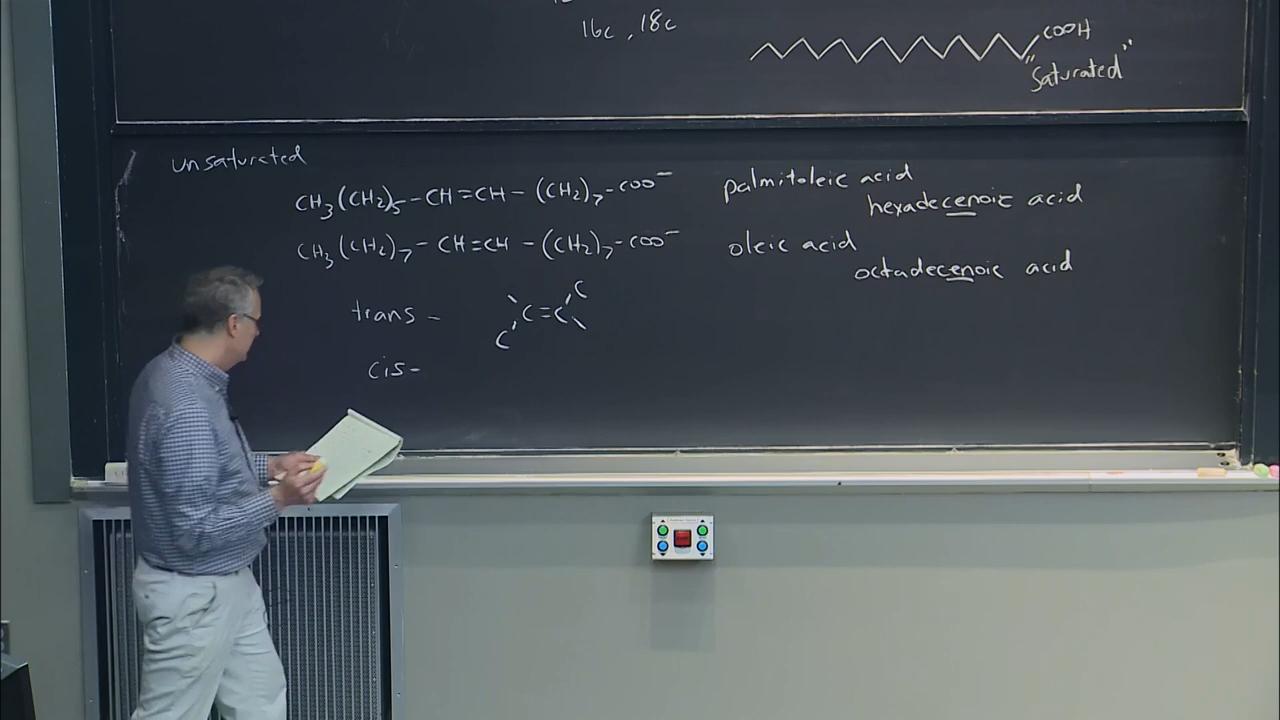 16c, 18c
COOH
"Saturated"
unsaturated
CH₃(CH₂)₅-CH=CH-(CH₂)₇-COO⁻ palmitoleic acid
hexadecenoic acid
CH₃(CH₂)₇-CH=CH-(CH₂)₇-COO⁻ oleic acid
octadecenoic acid
C
trans - C=C
C
cis-